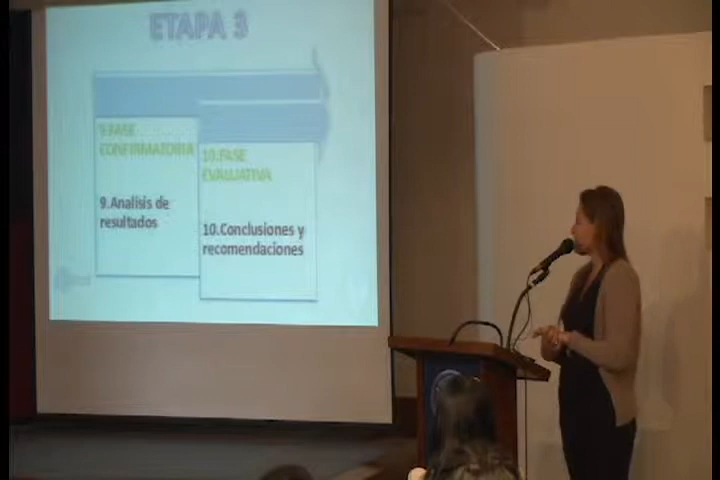 ETAPA 3
9.FASE
CONFIRMATORIA
10.FASE
EVALUATIVA
9.Analisis de
resultados
10.Conclusiones y
recomendaciones